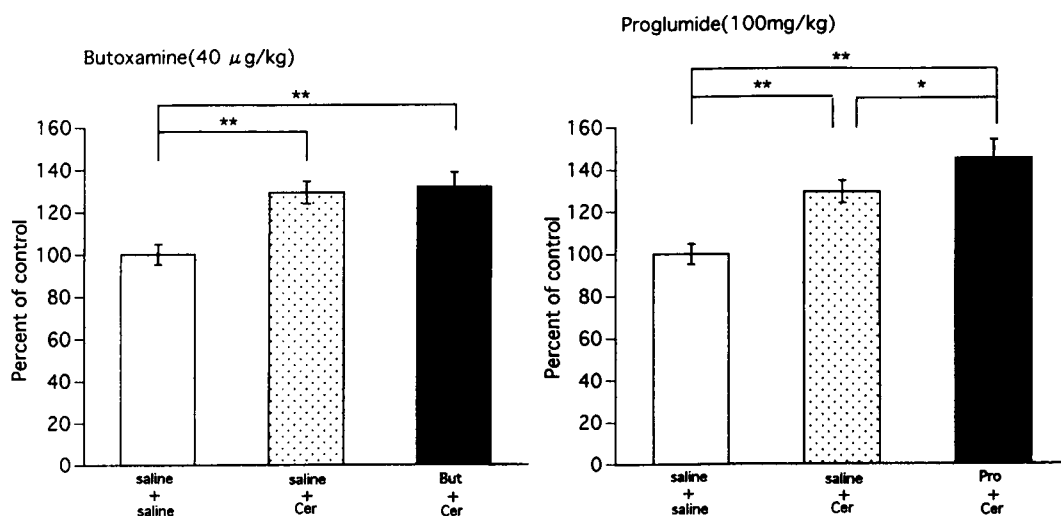 Butoxamine(40 μg/kg)
**
**
160
140
120
100
80
60
40
20
0
Percent of control
saline
+
saline
saline
+
Cer
But
+
Cer
Proglumide(100mg/kg)
**
**
*
160
140
120
100
80
60
40
20
0
Percent of control
saline
+
saline
saline
+
Cer
Pro
+
Cer